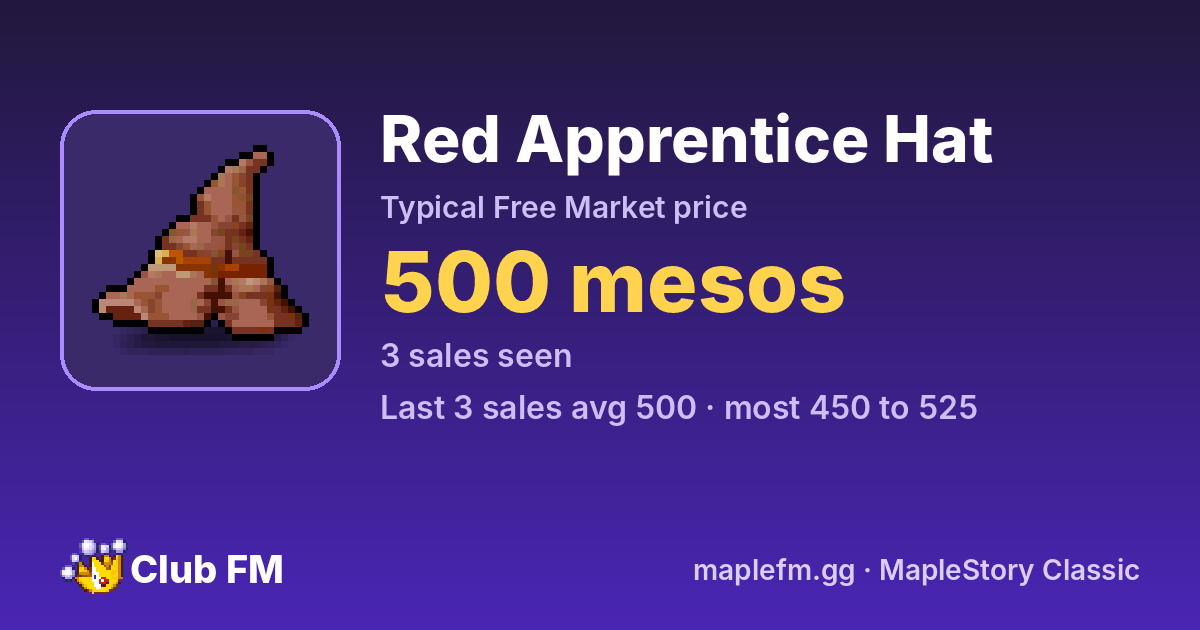 Red Apprentice Hat
Typical Free Market price
500 mesos
3 sales seen
Last 3 sales avg 500 · most 450 to 525
Club FM
maplefm.gg · MapleStory Classic